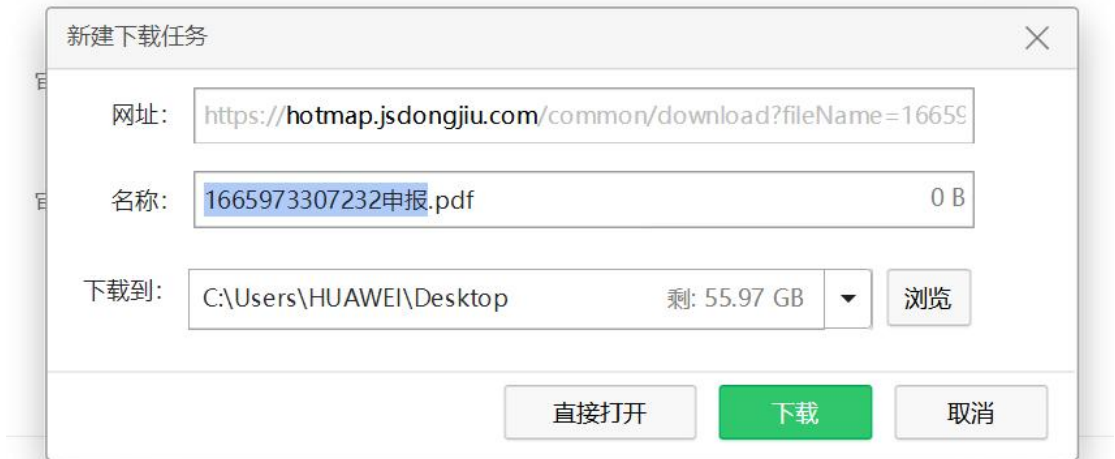 新建下载任务
网址： https://hotmap.jsdongjiu.com/common/download?fileName=16659
名称： 1665973307232申报.pdf 0 B
下载到： C:\Users\HUAWEI\Desktop 剩: 55.97 GB 浏览
直接打开 下载 取消